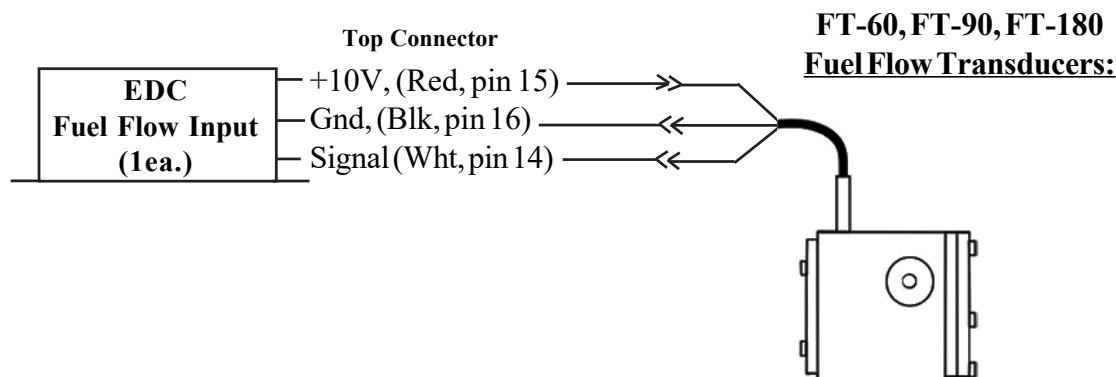 FT-60, FT-90, FT-180
Fuel Flow Transducers:
Top Connector
EDC
Fuel Flow Input
(1ea.)
+10V, (Red, pin 15)
Gnd, (Blk, pin 16)
Signal (Wht, pin 14)